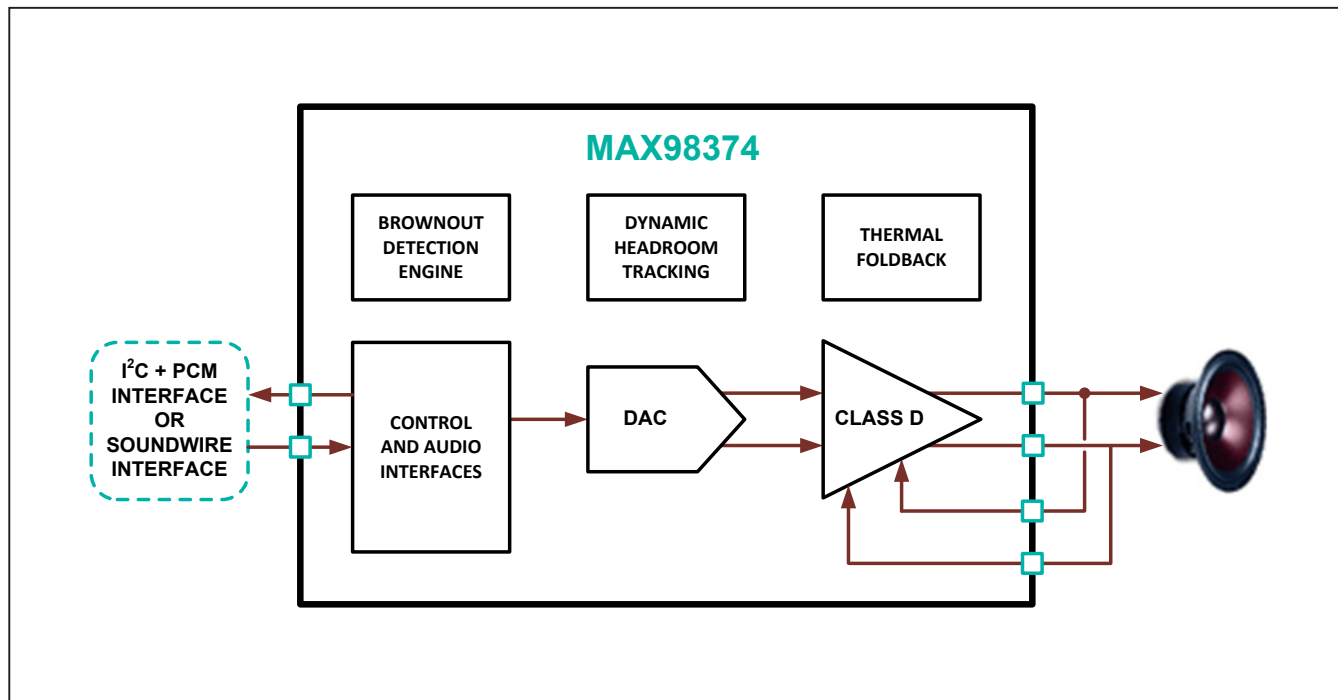 MAX98374
BROWNOUT
DETECTION
ENGINE
DYNAMIC
HEADROOM
TRACKING
THERMAL
FOLDBACK
I²C + PCM
INTERFACE
OR
SOUNDWIRE
INTERFACE
CONTROL
AND AUDIO
INTERFACES
DAC
CLASS D